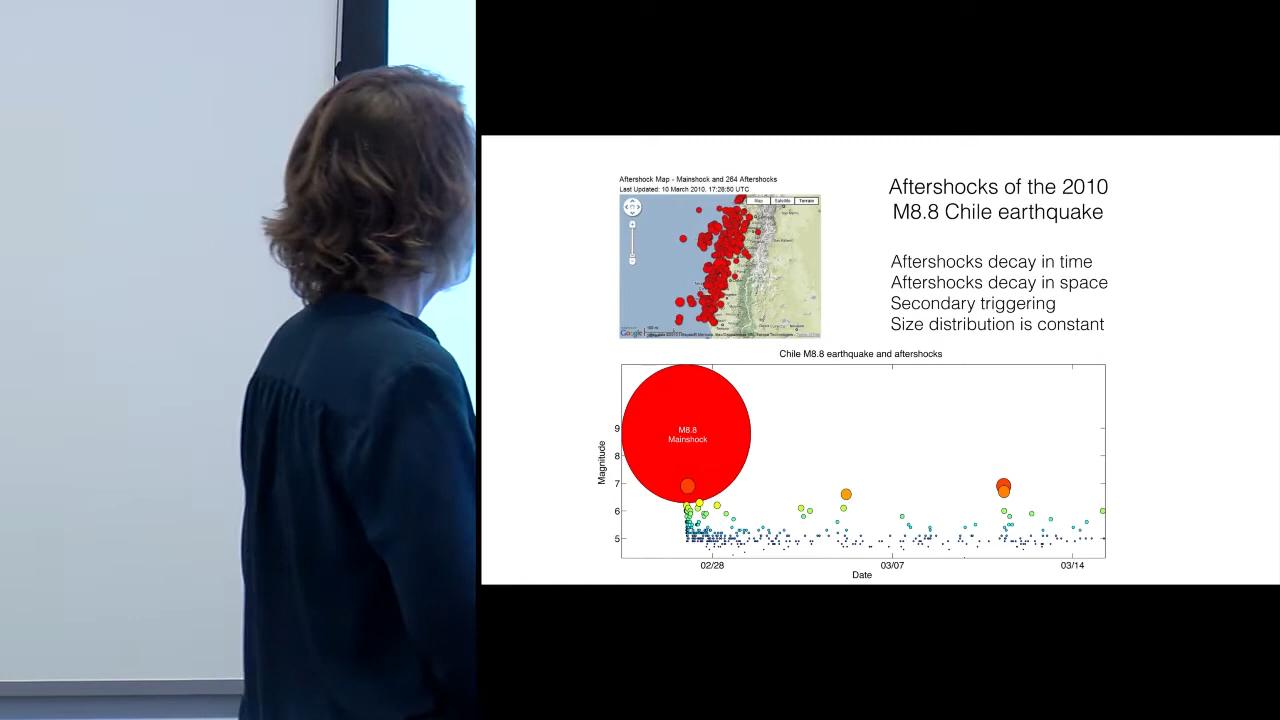 Aftershock Map - Mainshock and 264 Aftershocks
Last Updated: 10 March 2010, 17:28:50 UTC
Map Satellite Terrain
Google
Aftershocks of the 2010
M8.8 Chile earthquake
Aftershocks decay in time
Aftershocks decay in space
Secondary triggering
Size distribution is constant
Chile M8.8 earthquake and aftershocks
Magnitude
9
8
7
6
5
M8.8
Mainshock
02/28 03/07 03/14
Date